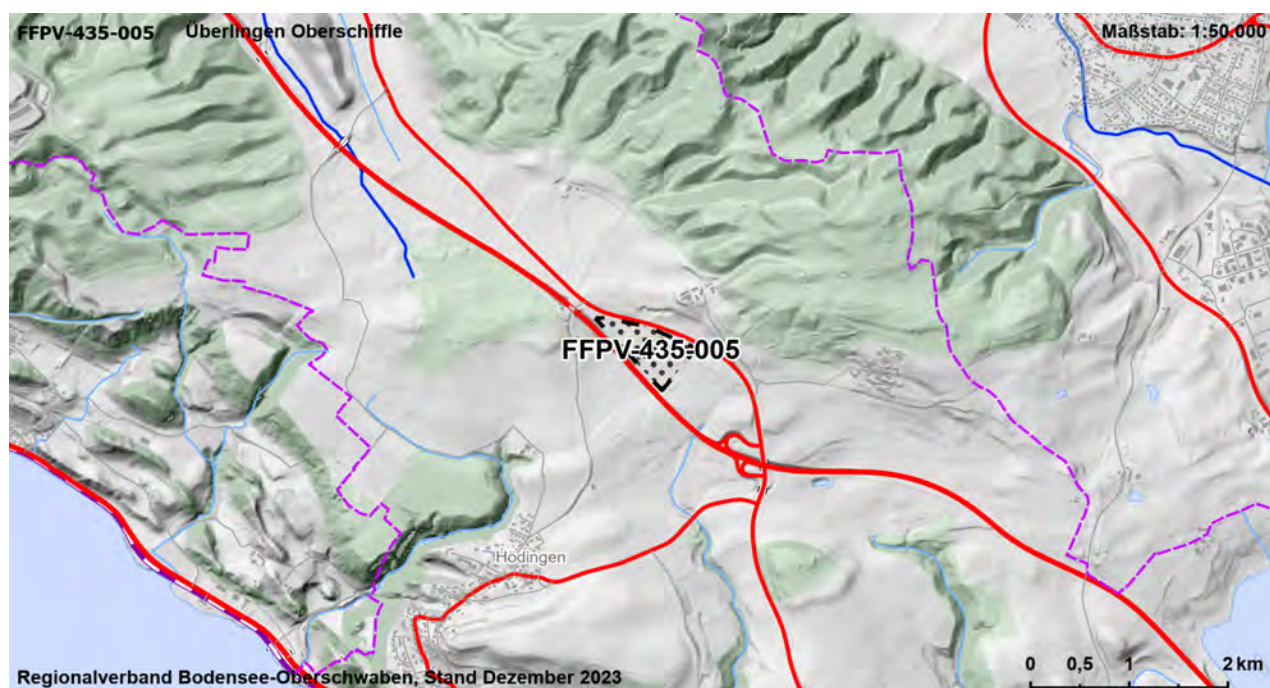 FFPV-435-005 Überlingen Oberschiffle Maßstab: 1:50.000
FFPV-435-005
Hödingen
Regionalverband Bodensee-Oberschwaben, Stand Dezember 2023
0 0,5 1 2 km